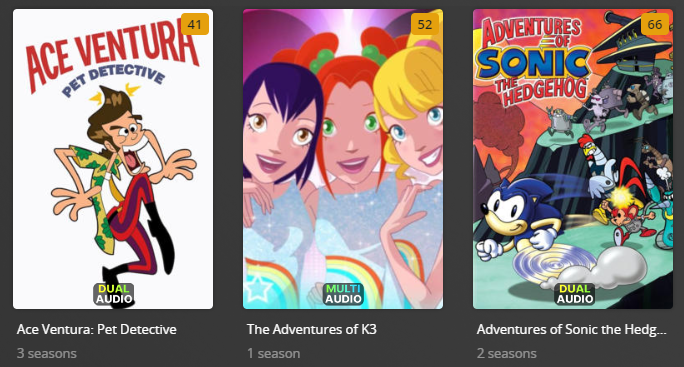 41
ACE VENTURA
PET DETECTIVE
DUAL
AUDIO
Ace Ventura: Pet Detective
3 seasons
52
MULTI
AUDIO
The Adventures of K3
1 season
66
ADVENTURES
OF
SONIC
THE
HEDGEHOG
DUAL
AUDIO
Adventures of Sonic the Hedg...
2 seasons